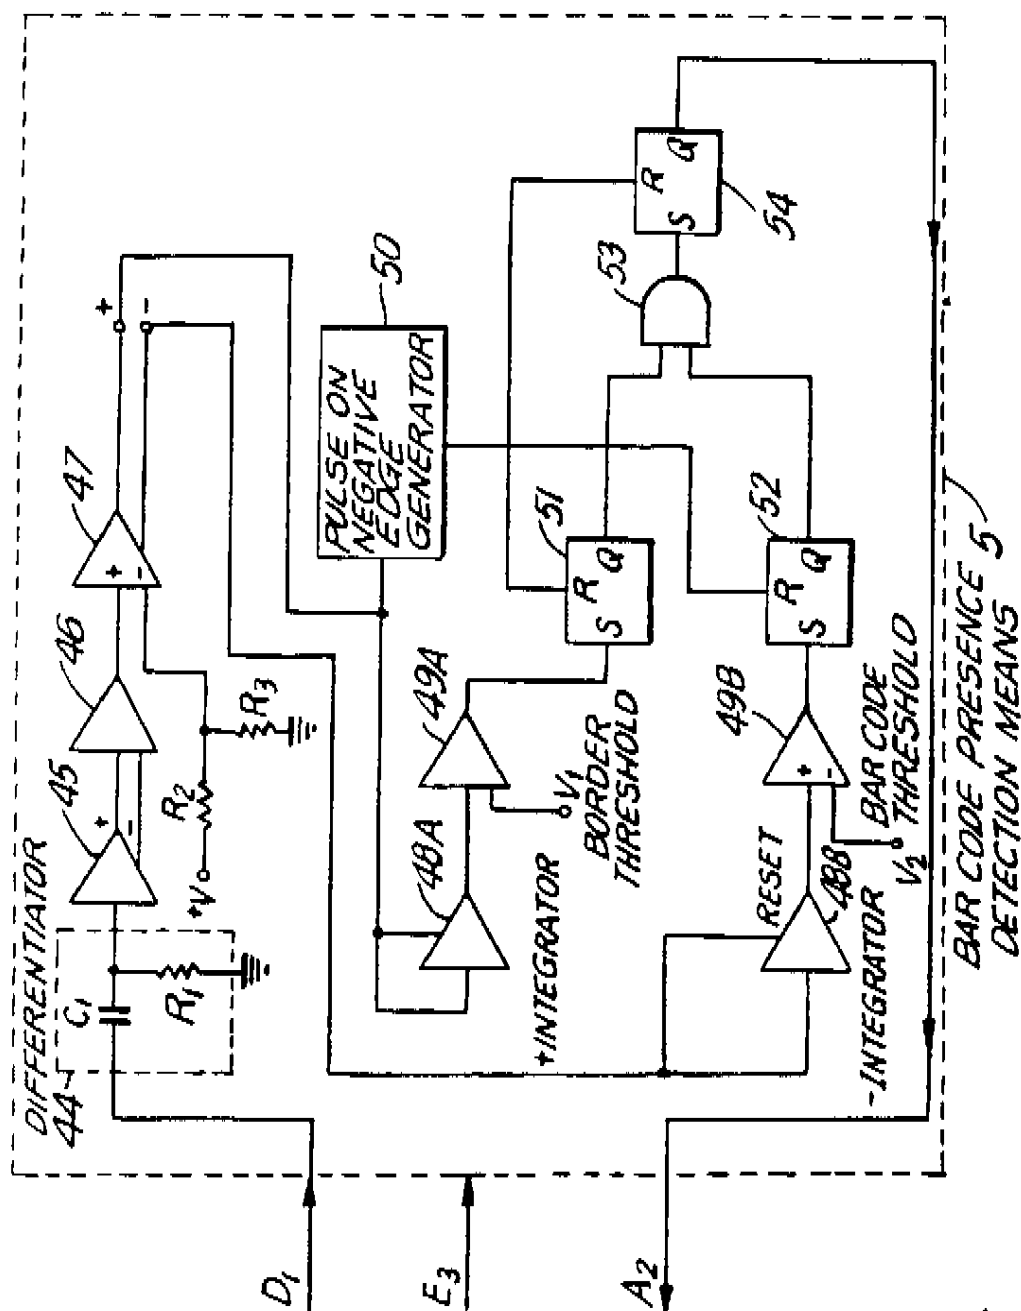 DIFFERENTIATOR
44
C1
R1
45
+
-
46
47
+
-
+V
R2
R3
+
-
PULSE ON
NEGATIVE
EDGE
GENERATOR
50
48A
+INTEGRATOR
49A
V1
BORDER
THRESHOLD
51
S
R
Q
53
S
R
Q
54
RESET
48B
-INTEGRATOR
49B
+
-
V2
BAR CODE
THRESHOLD
52
S
R
Q
D1
E3
A2
BAR CODE PRESENCE 5
DETECTION MEANS